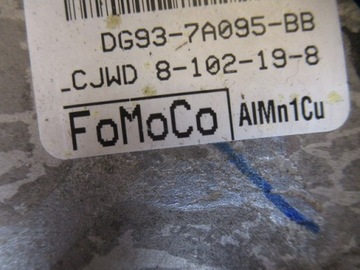 DG93-7A095-BB
_CJWD 8-102-19-8
FoMoCo AlMn1Cu